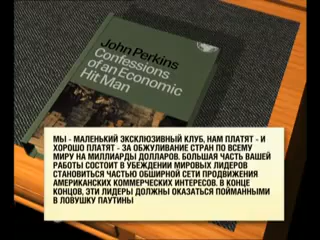 John Perkins
Confessions
of an Economic
Hit Man
МЫ - МАЛЕНЬКИЙ ЭКСКЛЮЗИВНЫЙ КЛУБ. НАМ ПЛАТЯТ - И
ХОРОШО ПЛАТЯТ - ЗА ОБЖУЛИВАНИЕ СТРАН ПО ВСЕМУ
МИРУ НА МИЛЛИАРДЫ ДОЛЛАРОВ. БОЛЬШАЯ ЧАСТЬ ВАШЕЙ
РАБОТЫ СОСТОИТ В УБЕЖДЕНИИ МИРОВЫХ ЛИДЕРОВ
СТАНОВИТЬСЯ ЧАСТЬЮ ОБШИРНОЙ СЕТИ ПРОДВИЖЕНИЯ
АМЕРИКАНСКИХ КОММЕРЧЕСКИХ ИНТЕРЕСОВ. В КОНЦЕ
КОНЦОВ, ЭТИ ЛИДЕРЫ ДОЛЖНЫ ОКАЗАТЬСЯ ПОЙМАННЫМИ
В ЛОВУШКУ ПАУТИНЫ